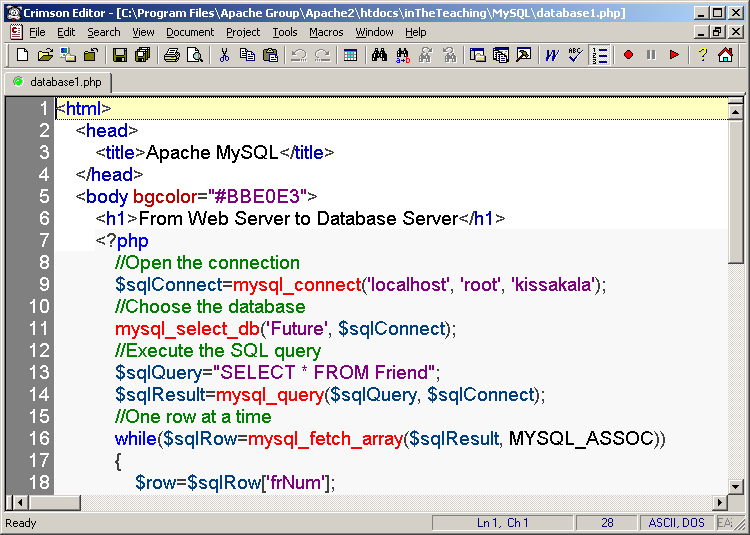 Crimson Editor - [C:\Program Files\Apache Group\Apache2\htdocs\inTheTeaching\MySQL\database1.php]
File Edit Search View Document Project Tools Macros Window Help
database1.php
1 <html>
2 <head>
3 <title>Apache MySQL</title>
4 </head>
5 <body bgcolor="#BBE0E3">
6 <h1>From Web Server to Database Server</h1>
7 <?php
8 //Open the connection
9 $sqlConnect=mysql_connect('localhost', 'root', 'kissakala');
10 //Choose the database
11 mysql_select_db('Future', $sqlConnect);
12 //Execute the SQL query
13 $sqlQuery="SELECT * FROM Friend";
14 $sqlResult=mysql_query($sqlQuery, $sqlConnect);
15 //One row at a time
16 while($sqlRow=mysql_fetch_array($sqlResult, MYSQL_ASSOC))
17 {
18 $row=$sqlRow['frNum'];
Ready Ln 1, Ch 1 28 ASCII, DOS